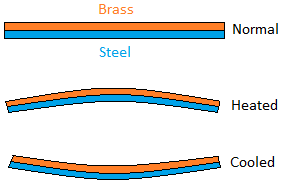 Brass
Normal
Steel
Heated
Cooled